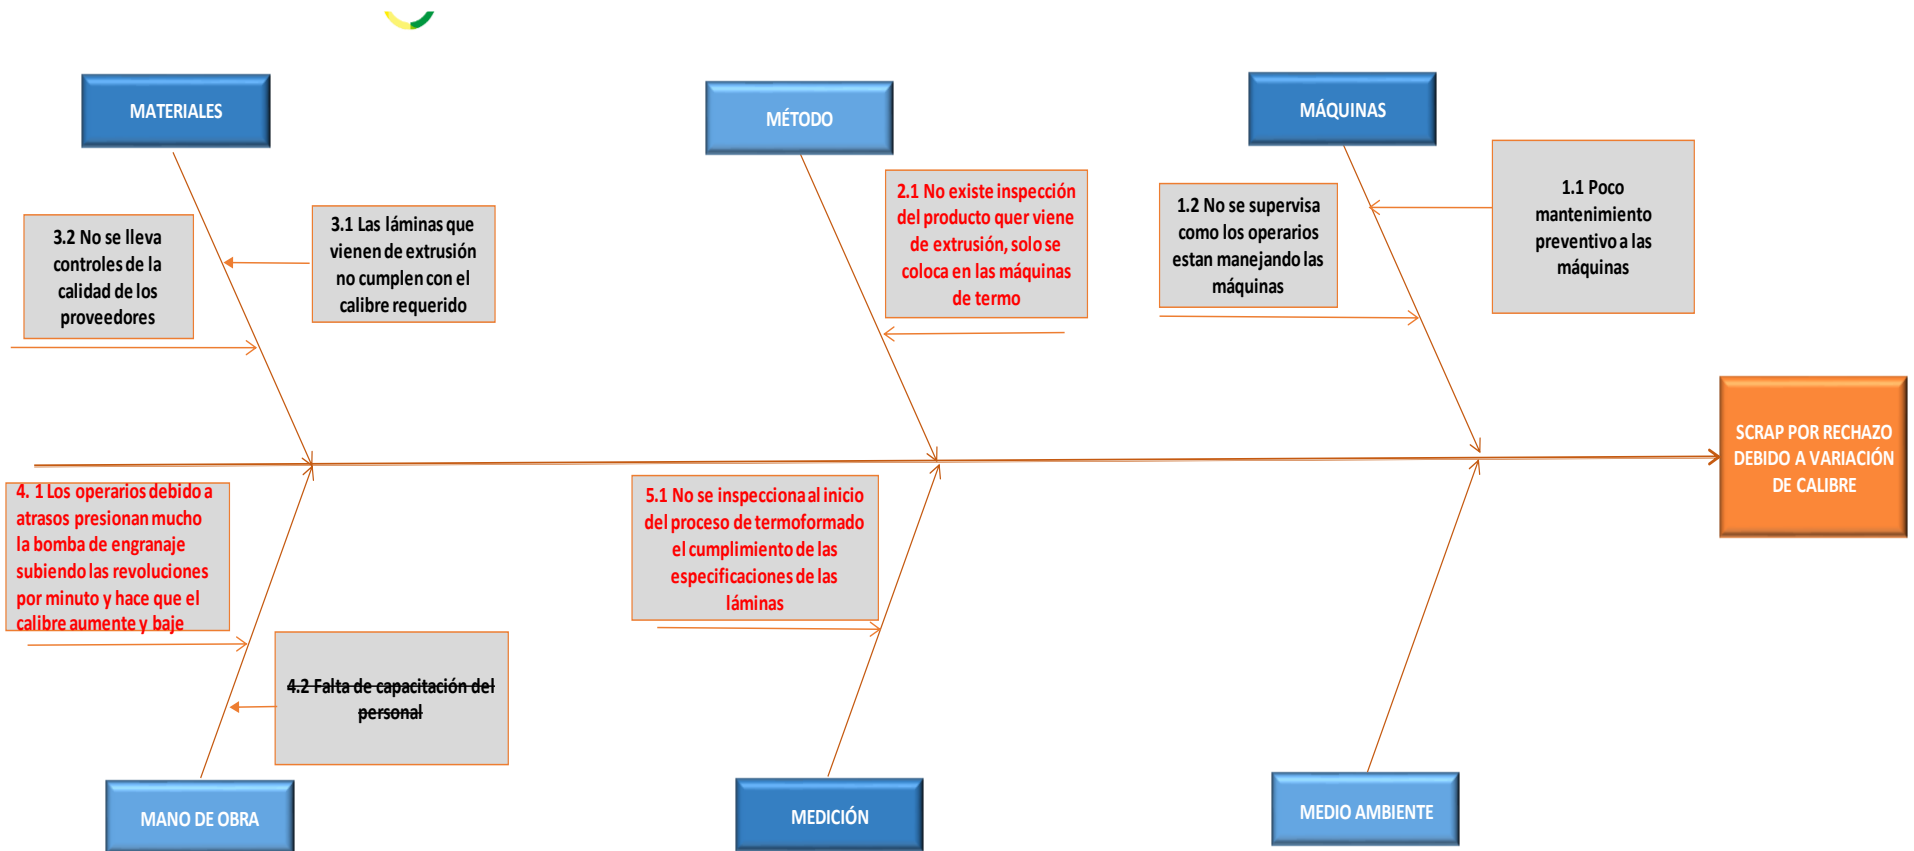 MATERIALES
MÉTODO
MÁQUINAS
3.2 No se lleva
controles de la
calidad de los
proveedores
3.1 Las láminas que
vienen de extrusión
no cumplen con el
calibre requerido
2.1 No existe inspección
del producto quer viene
de extrusión, solo se
coloca en las máquinas
de termo
1.2 No se supervisa
como los operarios
estan manejando las
máquinas
1.1 Poco
mantenimiento
preventivo a las
máquinas
SCRAP POR RECHAZO
DEBIDO A VARIACIÓN
DE CALIBRE
4. 1 Los operarios debido a
atrasos presionan mucho
la bomba de engranaje
subiendo las revoluciones
por minuto y hace que el
calibre aumente y baje
4.2 Falta de capacitación del
personal
5.1 No se inspecciona al inicio
del proceso de termoformado
el cumplimiento de las
especificaciones de las
láminas
MANO DE OBRA
MEDICIÓN
MEDIO AMBIENTE